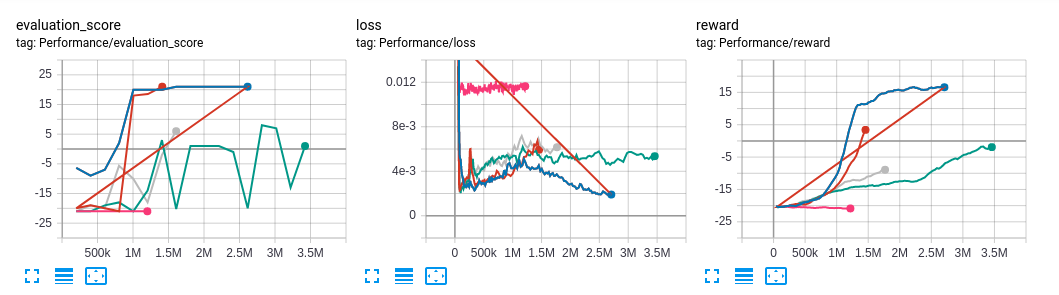 evaluation_score
tag: Performance/evaluation_score
25
15
5
-5
-15
-25
500k 1M 1.5M 2M 2.5M 3M 3.5M
loss
tag: Performance/loss
0.012
8e-3
4e-3
0
0 500k 1M 1.5M 2M 2.5M 3M 3.5M
reward
tag: Performance/reward
15
5
-5
-15
-25
0 500k 1M 1.5M 2M 2.5M 3M 3.5M